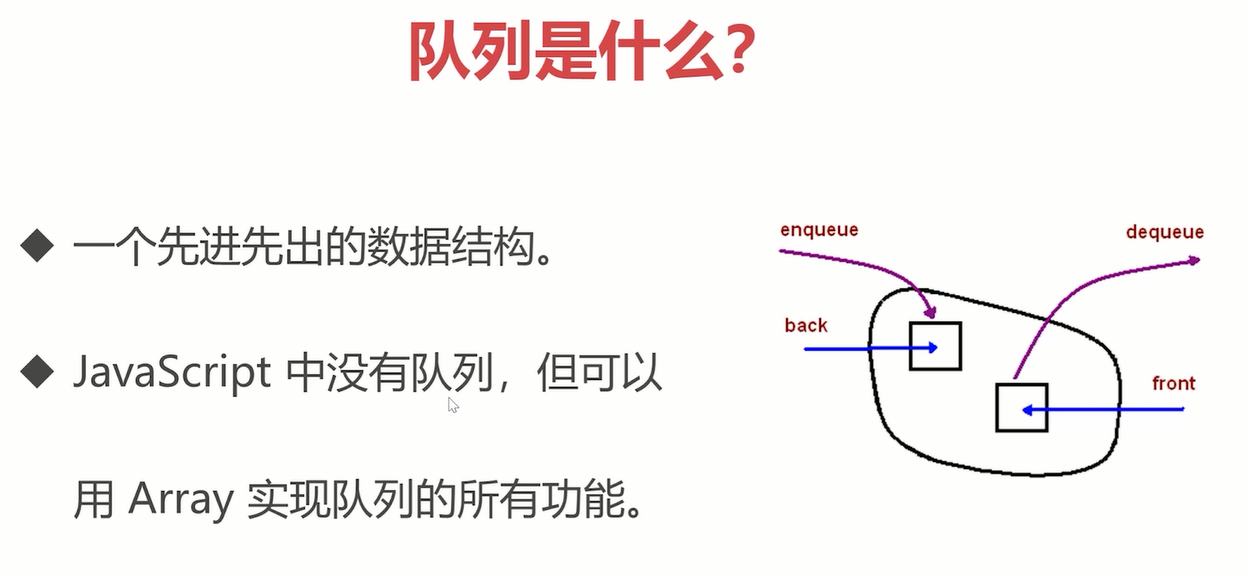 队列是什么？
◆ 一个先进先出的数据结构。
◆ JavaScript 中没有队列，但可以
用 Array 实现队列的所有功能。
enqueue
dequeue
back
front